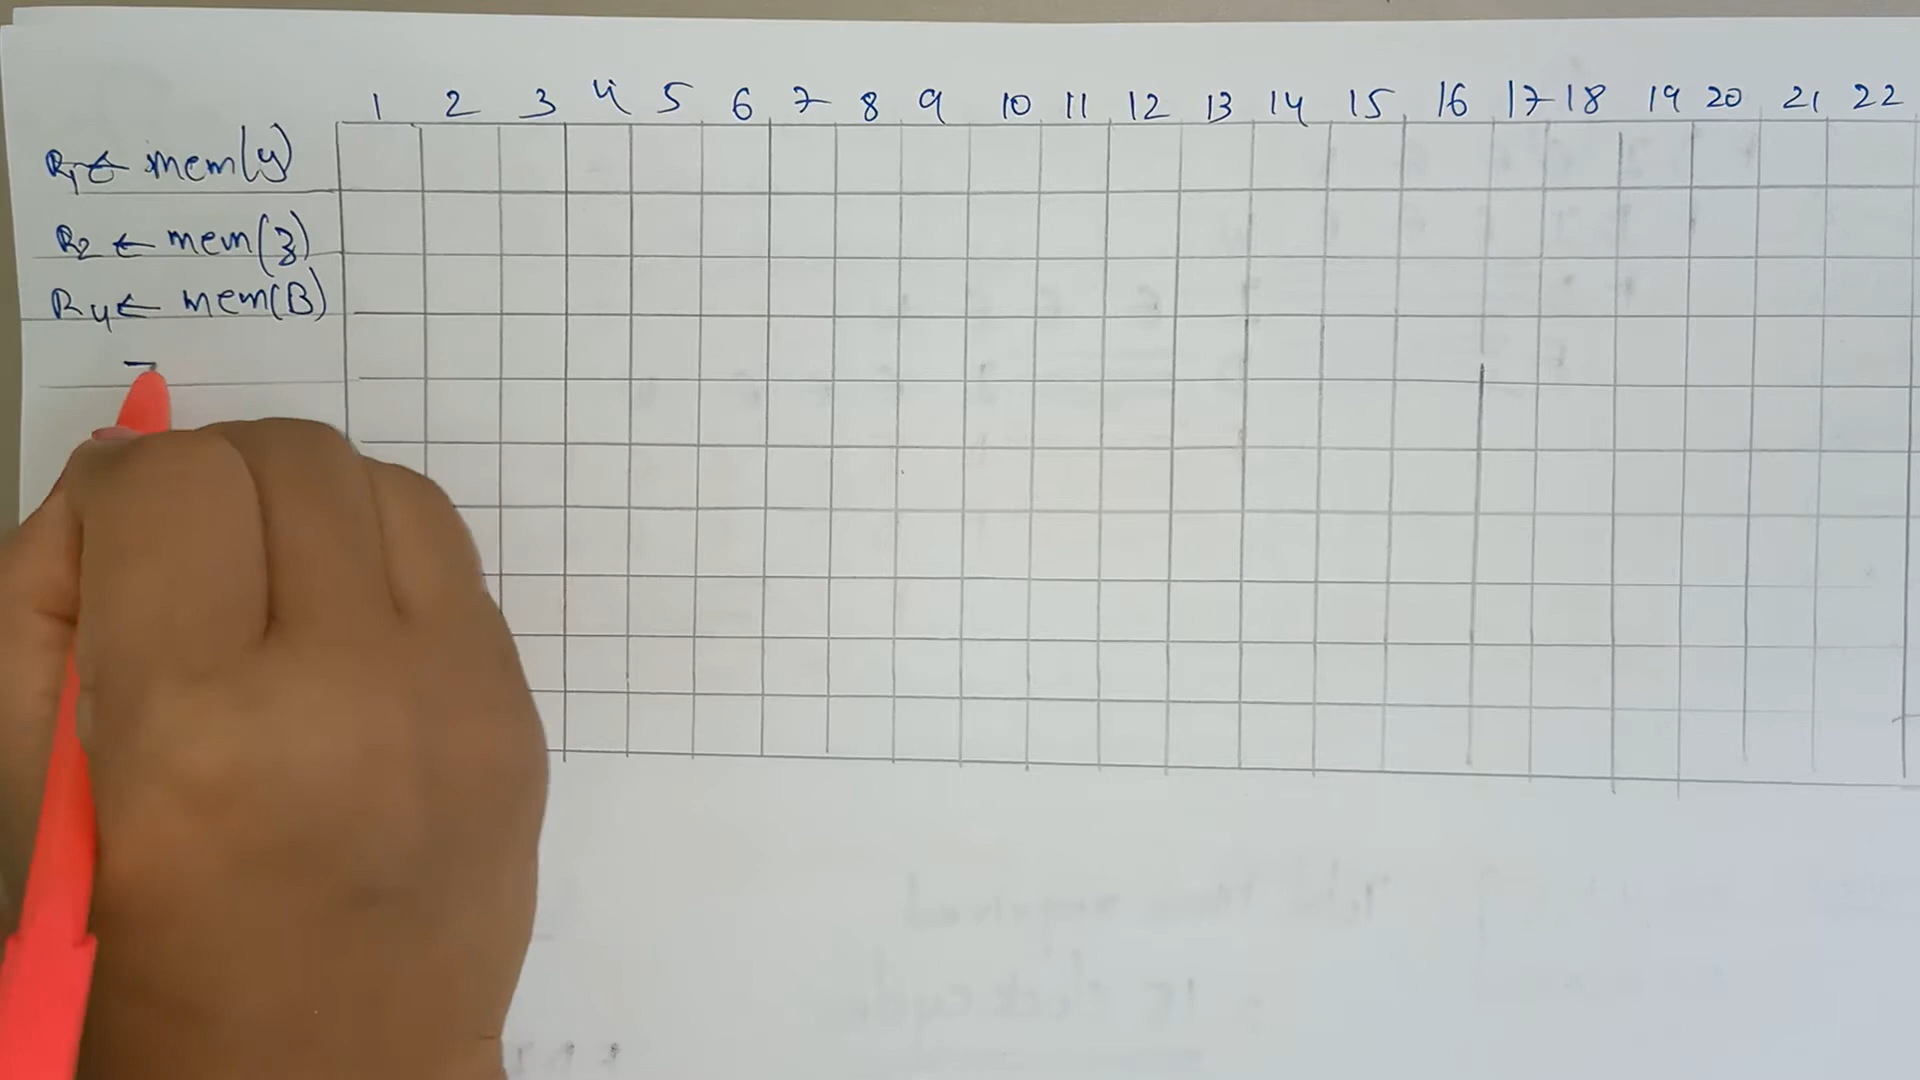 1 2 3 4 5 6 7 8 9 10 11 12 13 14 15 16 17 18 19 20 21 22
R1 ← mem(y)
R2 ← mem(z)
R4 ← mem(B)